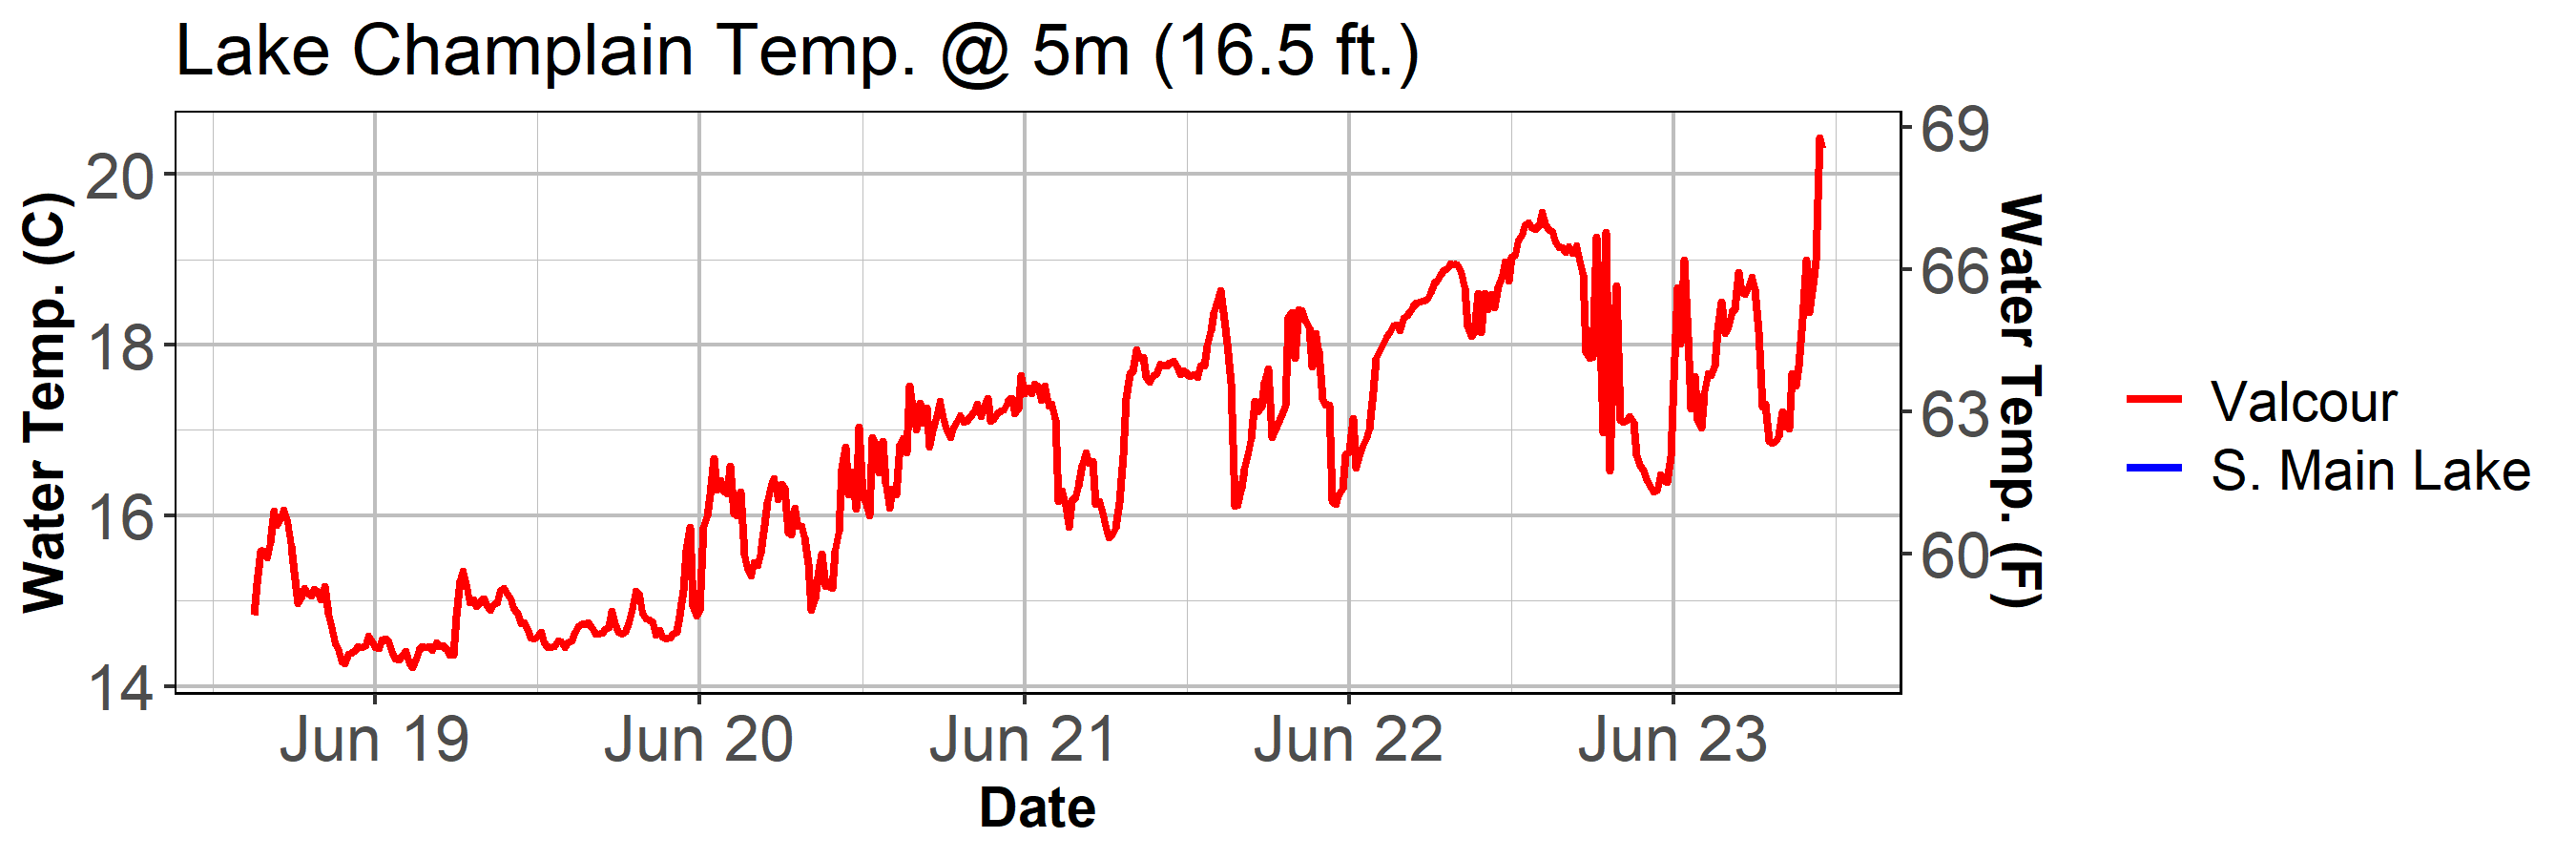 Lake Champlain Temp. @ 5m (16.5 ft.)
Water Temp. (C)
20
18
16
14
69
66
63
60
Water Temp. (F)
Jun 19
Jun 20
Jun 21
Jun 22
Jun 23
Date
Valcour
S. Main Lake